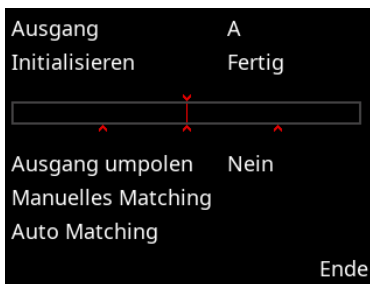 Ausgang A
Initialisieren Fertig
Ausgang umpolen Nein
Manuelles Matching
Auto Matching
Ende